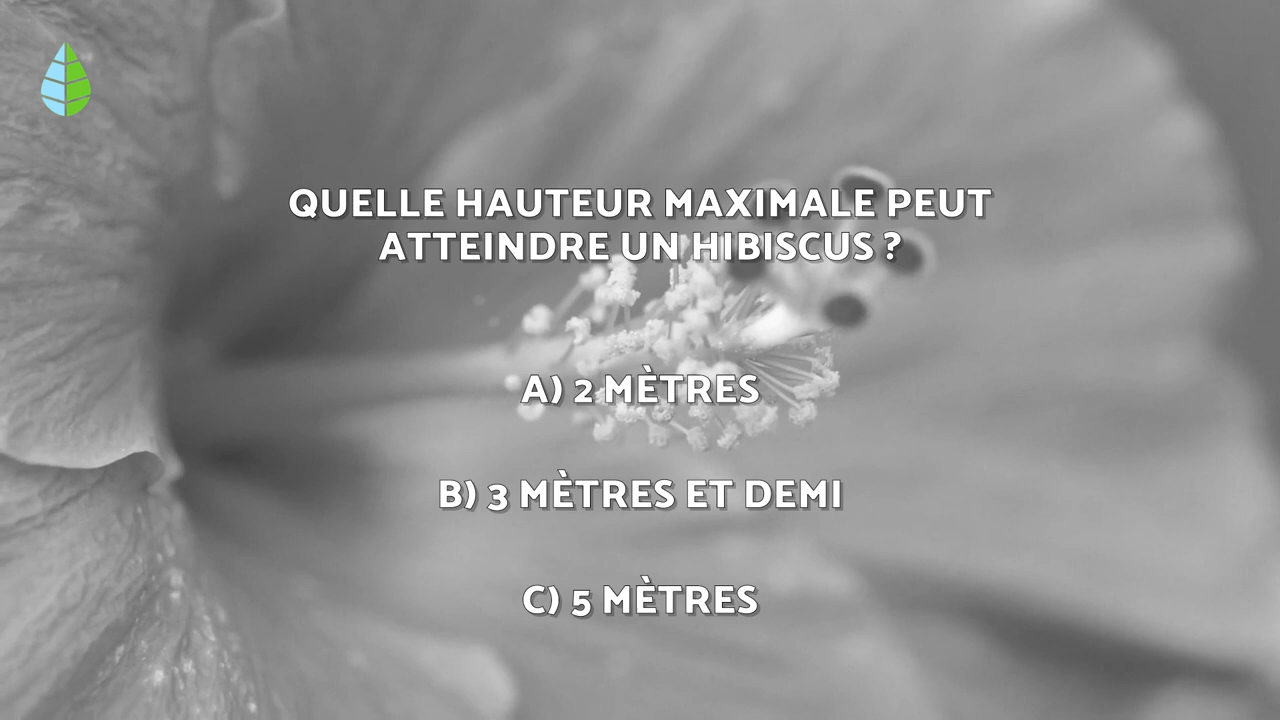 QUELLE HAUTEUR MAXIMALE PEUT
ATTEINDRE UN HIBISCUS ?
A) 2 MÈTRES
B) 3 MÈTRES ET DEMI
C) 5 MÈTRES